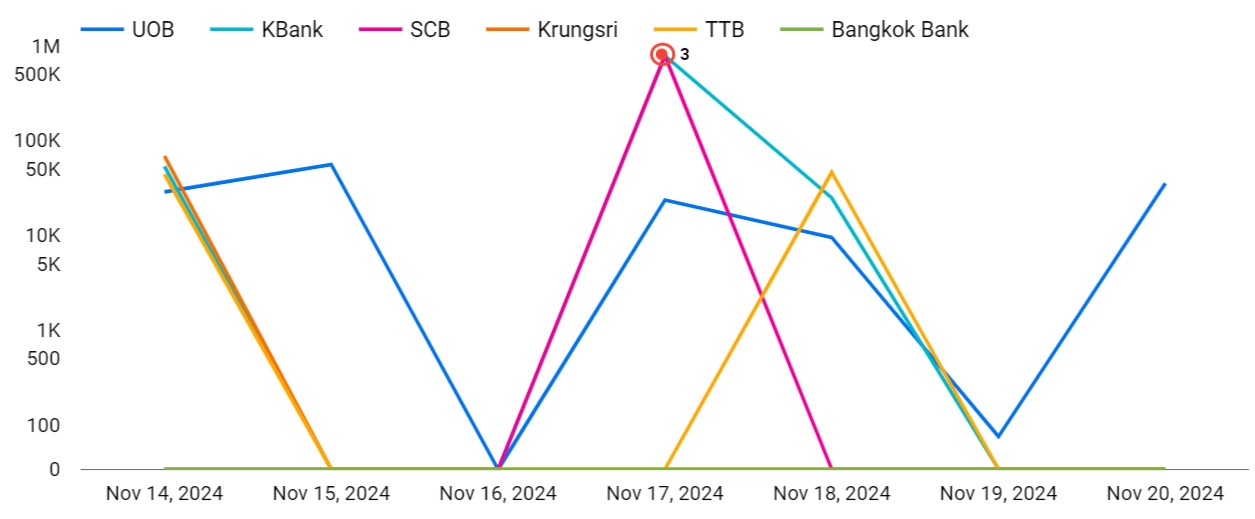 UOB KBank SCB Krungsri TTB Bangkok Bank
1M
3
500K
100K
50K
10K
5K
1K
500
100
0
Nov 14, 2024 Nov 15, 2024 Nov 16, 2024 Nov 17, 2024 Nov 18, 2024 Nov 19, 2024 Nov 20, 2024